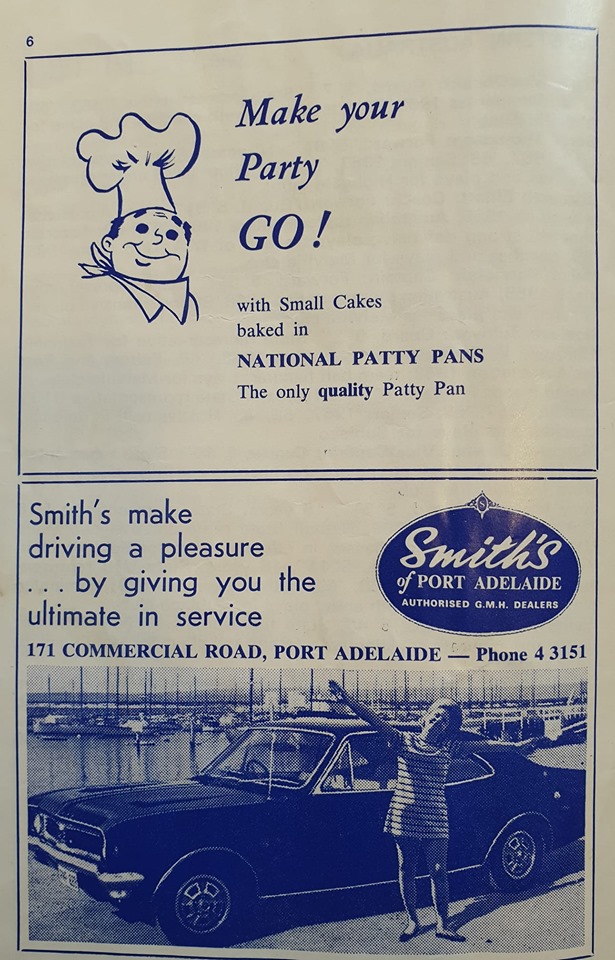 6
Make your
Party
GO!
with Small Cakes
baked in
NATIONAL PATTY PANS
The only quality Patty Pan
Smith's make
driving a pleasure
... by giving you the
ultimate in service
Smith's
of PORT ADELAIDE
AUTHORISED G.M.H. DEALERS
171 COMMERCIAL ROAD, PORT ADELAIDE — Phone 4 3151